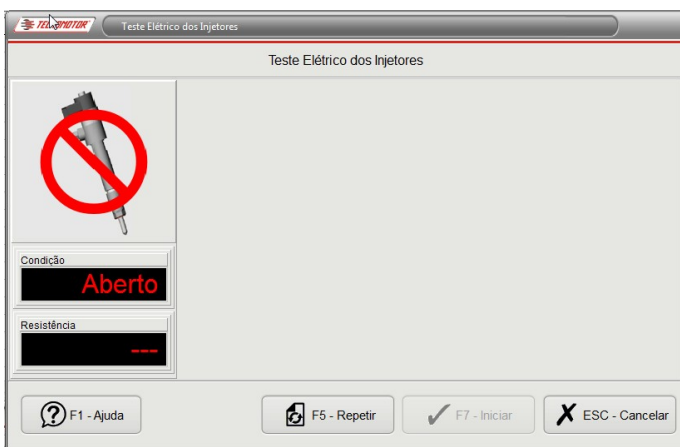 TECNOMOTOR
Teste Elétrico dos Injetores
Teste Elétrico dos Injetores
Condição
Aberto
Resistência
---
F1 - Ajuda
F5 - Repetir
F7 - Iniciar
ESC - Cancelar